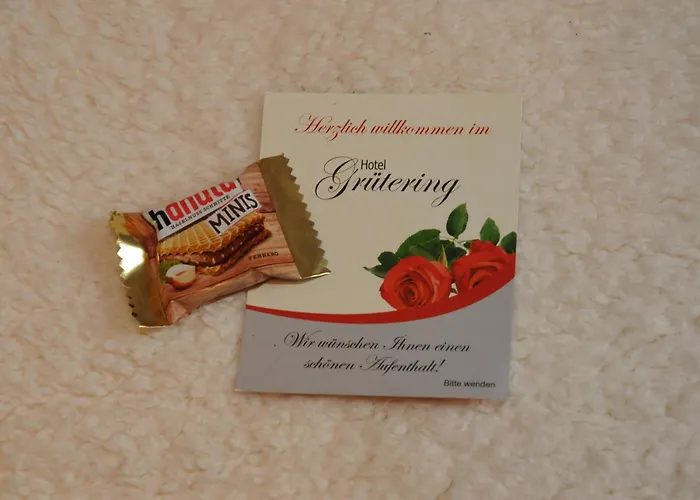 Herzlich willkommen im
Hotel
Grütering
hanuta
HASELNUSS-SCHNITTE
MINIS
FERRERO
Wir wünschen Ihnen einen
schönen Aufenthalt!
Bitte wenden